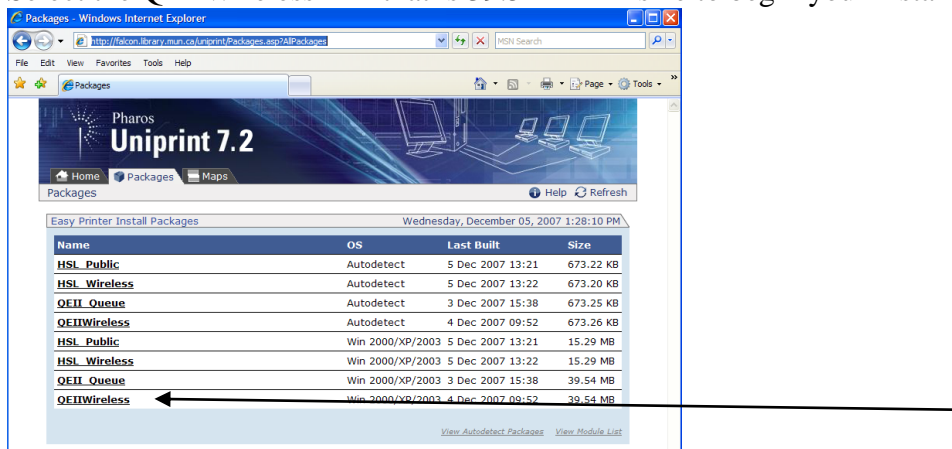 Packages - Windows Internet Explorer
http://falcon.library.mun.ca/uniprint/Packages.asp?AllPackages MSN Search
File Edit View Favorites Tools Help
Packages Page Tools
Pharos
Uniprint 7.2
Home Packages Maps
Packages Help Refresh
Easy Printer Install Packages Wednesday, December 05, 2007 1:28:10 PM
Name OS Last Built Size
HSL_Public Autodetect 5 Dec 2007 13:21 673.22 KB
HSL_Wireless Autodetect 5 Dec 2007 13:22 673.20 KB
QEII_Queue Autodetect 3 Dec 2007 15:38 673.25 KB
QEIIWireless Autodetect 4 Dec 2007 09:52 673.26 KB
HSL_Public Win 2000/XP/2003 5 Dec 2007 13:21 15.29 MB
HSL_Wireless Win 2000/XP/2003 5 Dec 2007 13:22 15.29 MB
QEII_Queue Win 2000/XP/2003 3 Dec 2007 15:38 39.54 MB
QEIIWireless Win 2000/XP/2003 4 Dec 2007 09:52 39.54 MB
View Autodetect Packages View Module List